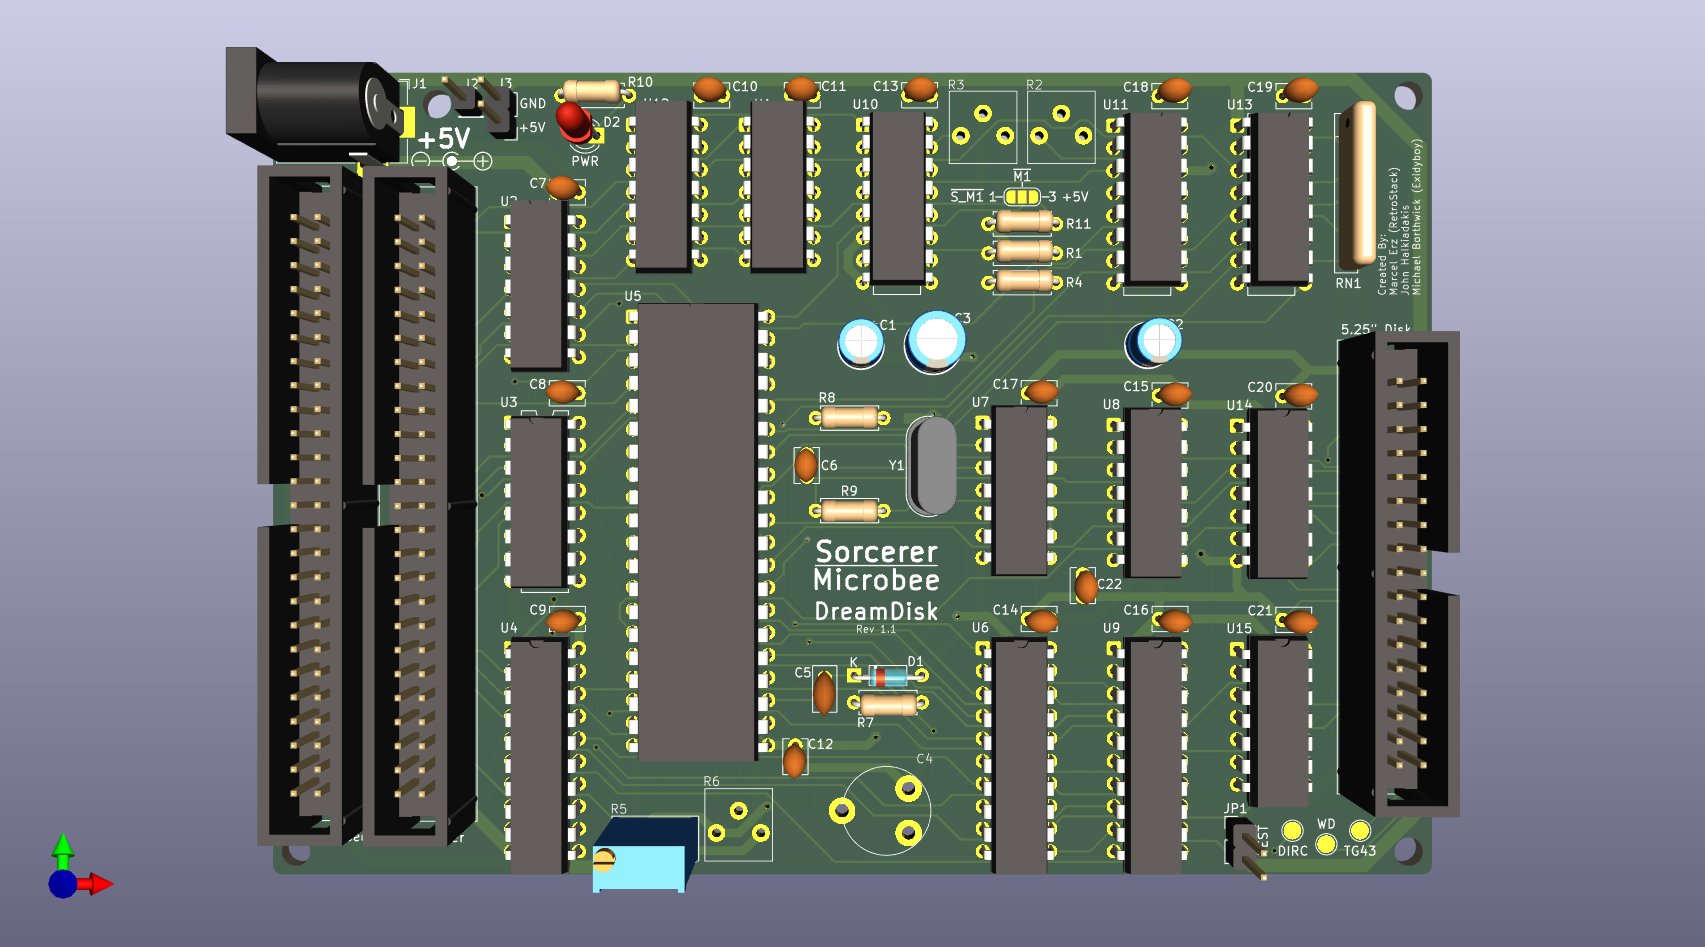 J1
J2
J3
GND
+5V
+5V
R10
D2
PWR
C10
C11
C13
U10
R3
R2
C18
U11
C19
U13
M1
S_M1 1 3 +5V
R11
R1
R4
RN1
Created By:
Marcel Erz (RetroStack)
John Halkiadakis
Michael Borthwick (Exidyboy)
C7
U5
C1
C3
5.25" Disk
C8
U3
R8
C17
U7
C15
U8
C20
U14
C6
Y1
R9
Sorcerer
Microbee
DreamDisk
Rev 1.1
C22
C9
U4
C14
U6
C16
U9
C21
U15
C5
K
D1
R7
C12
C4
R6
R5
JP1
WD
DIRC
TG43